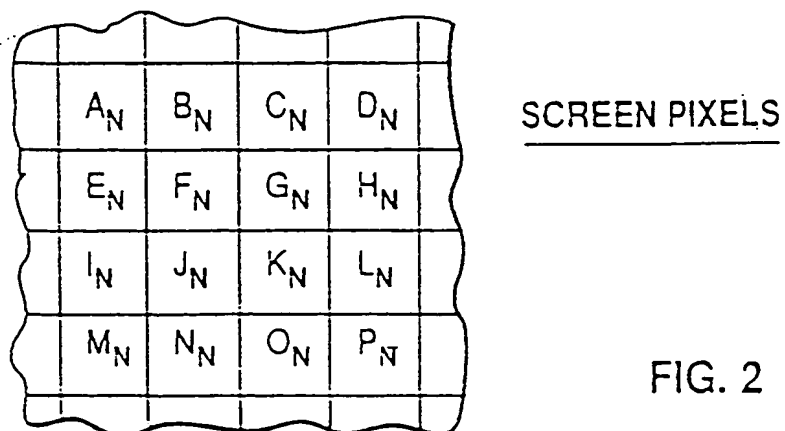 A_N B_N C_N D_N
SCREEN PIXELS
E_N F_N G_N H_N
I_N J_N K_N L_N
M_N N_N O_N P_N
FIG. 2